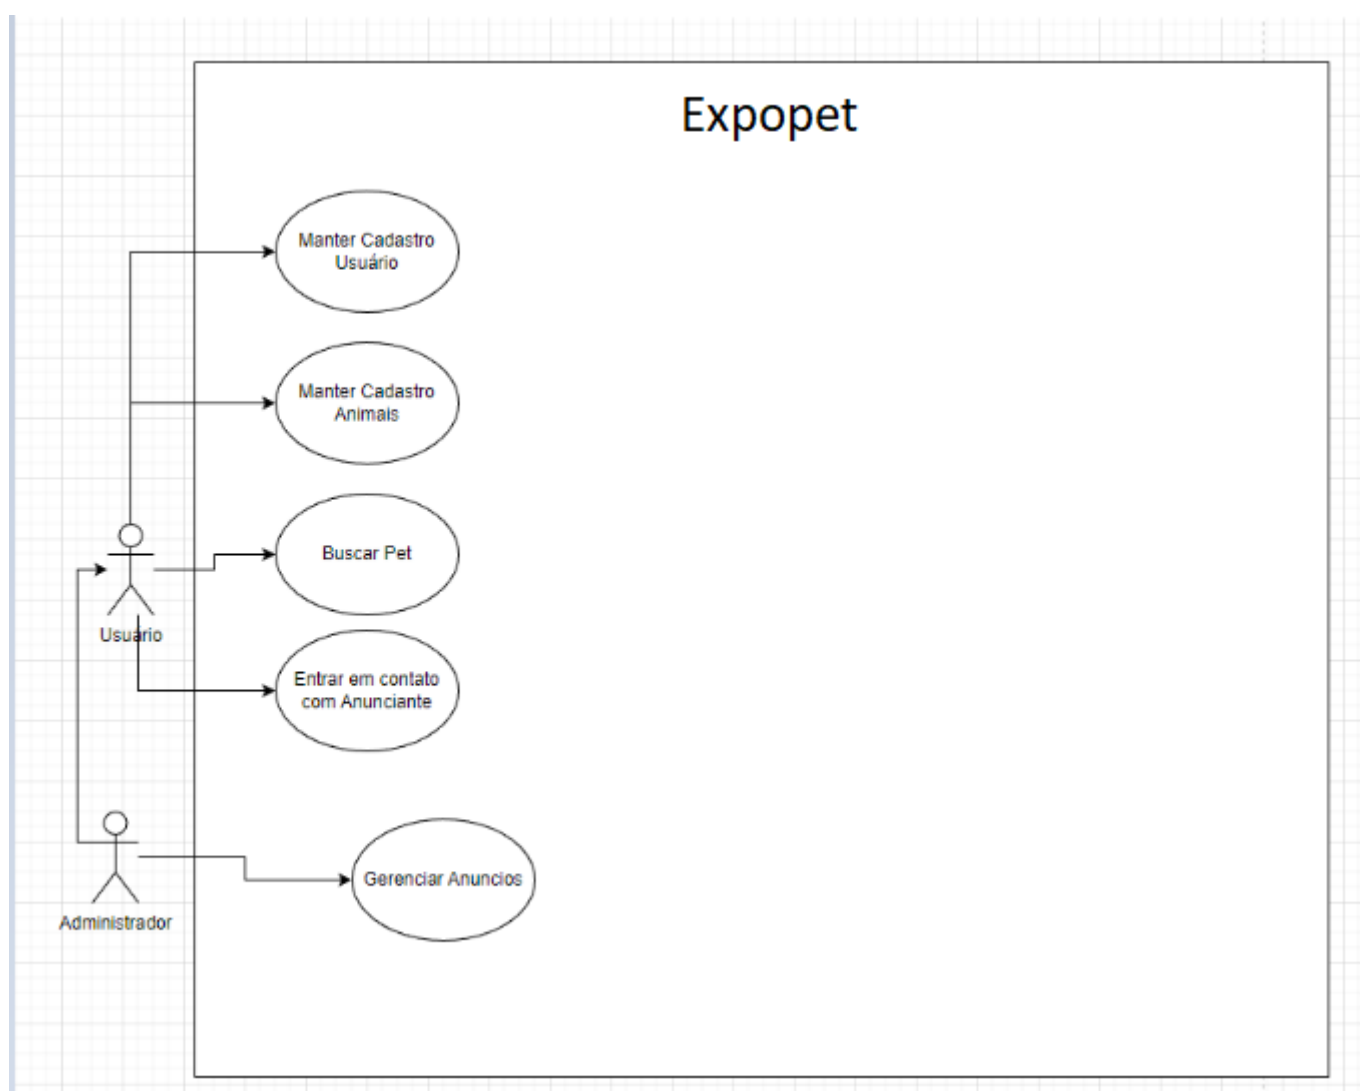 Expopet
Manter Cadastro
Usuário
Manter Cadastro
Animais
Buscar Pet
Usuário
Entrar em contato
com Anunciante
Gerenciar Anuncios
Administrador